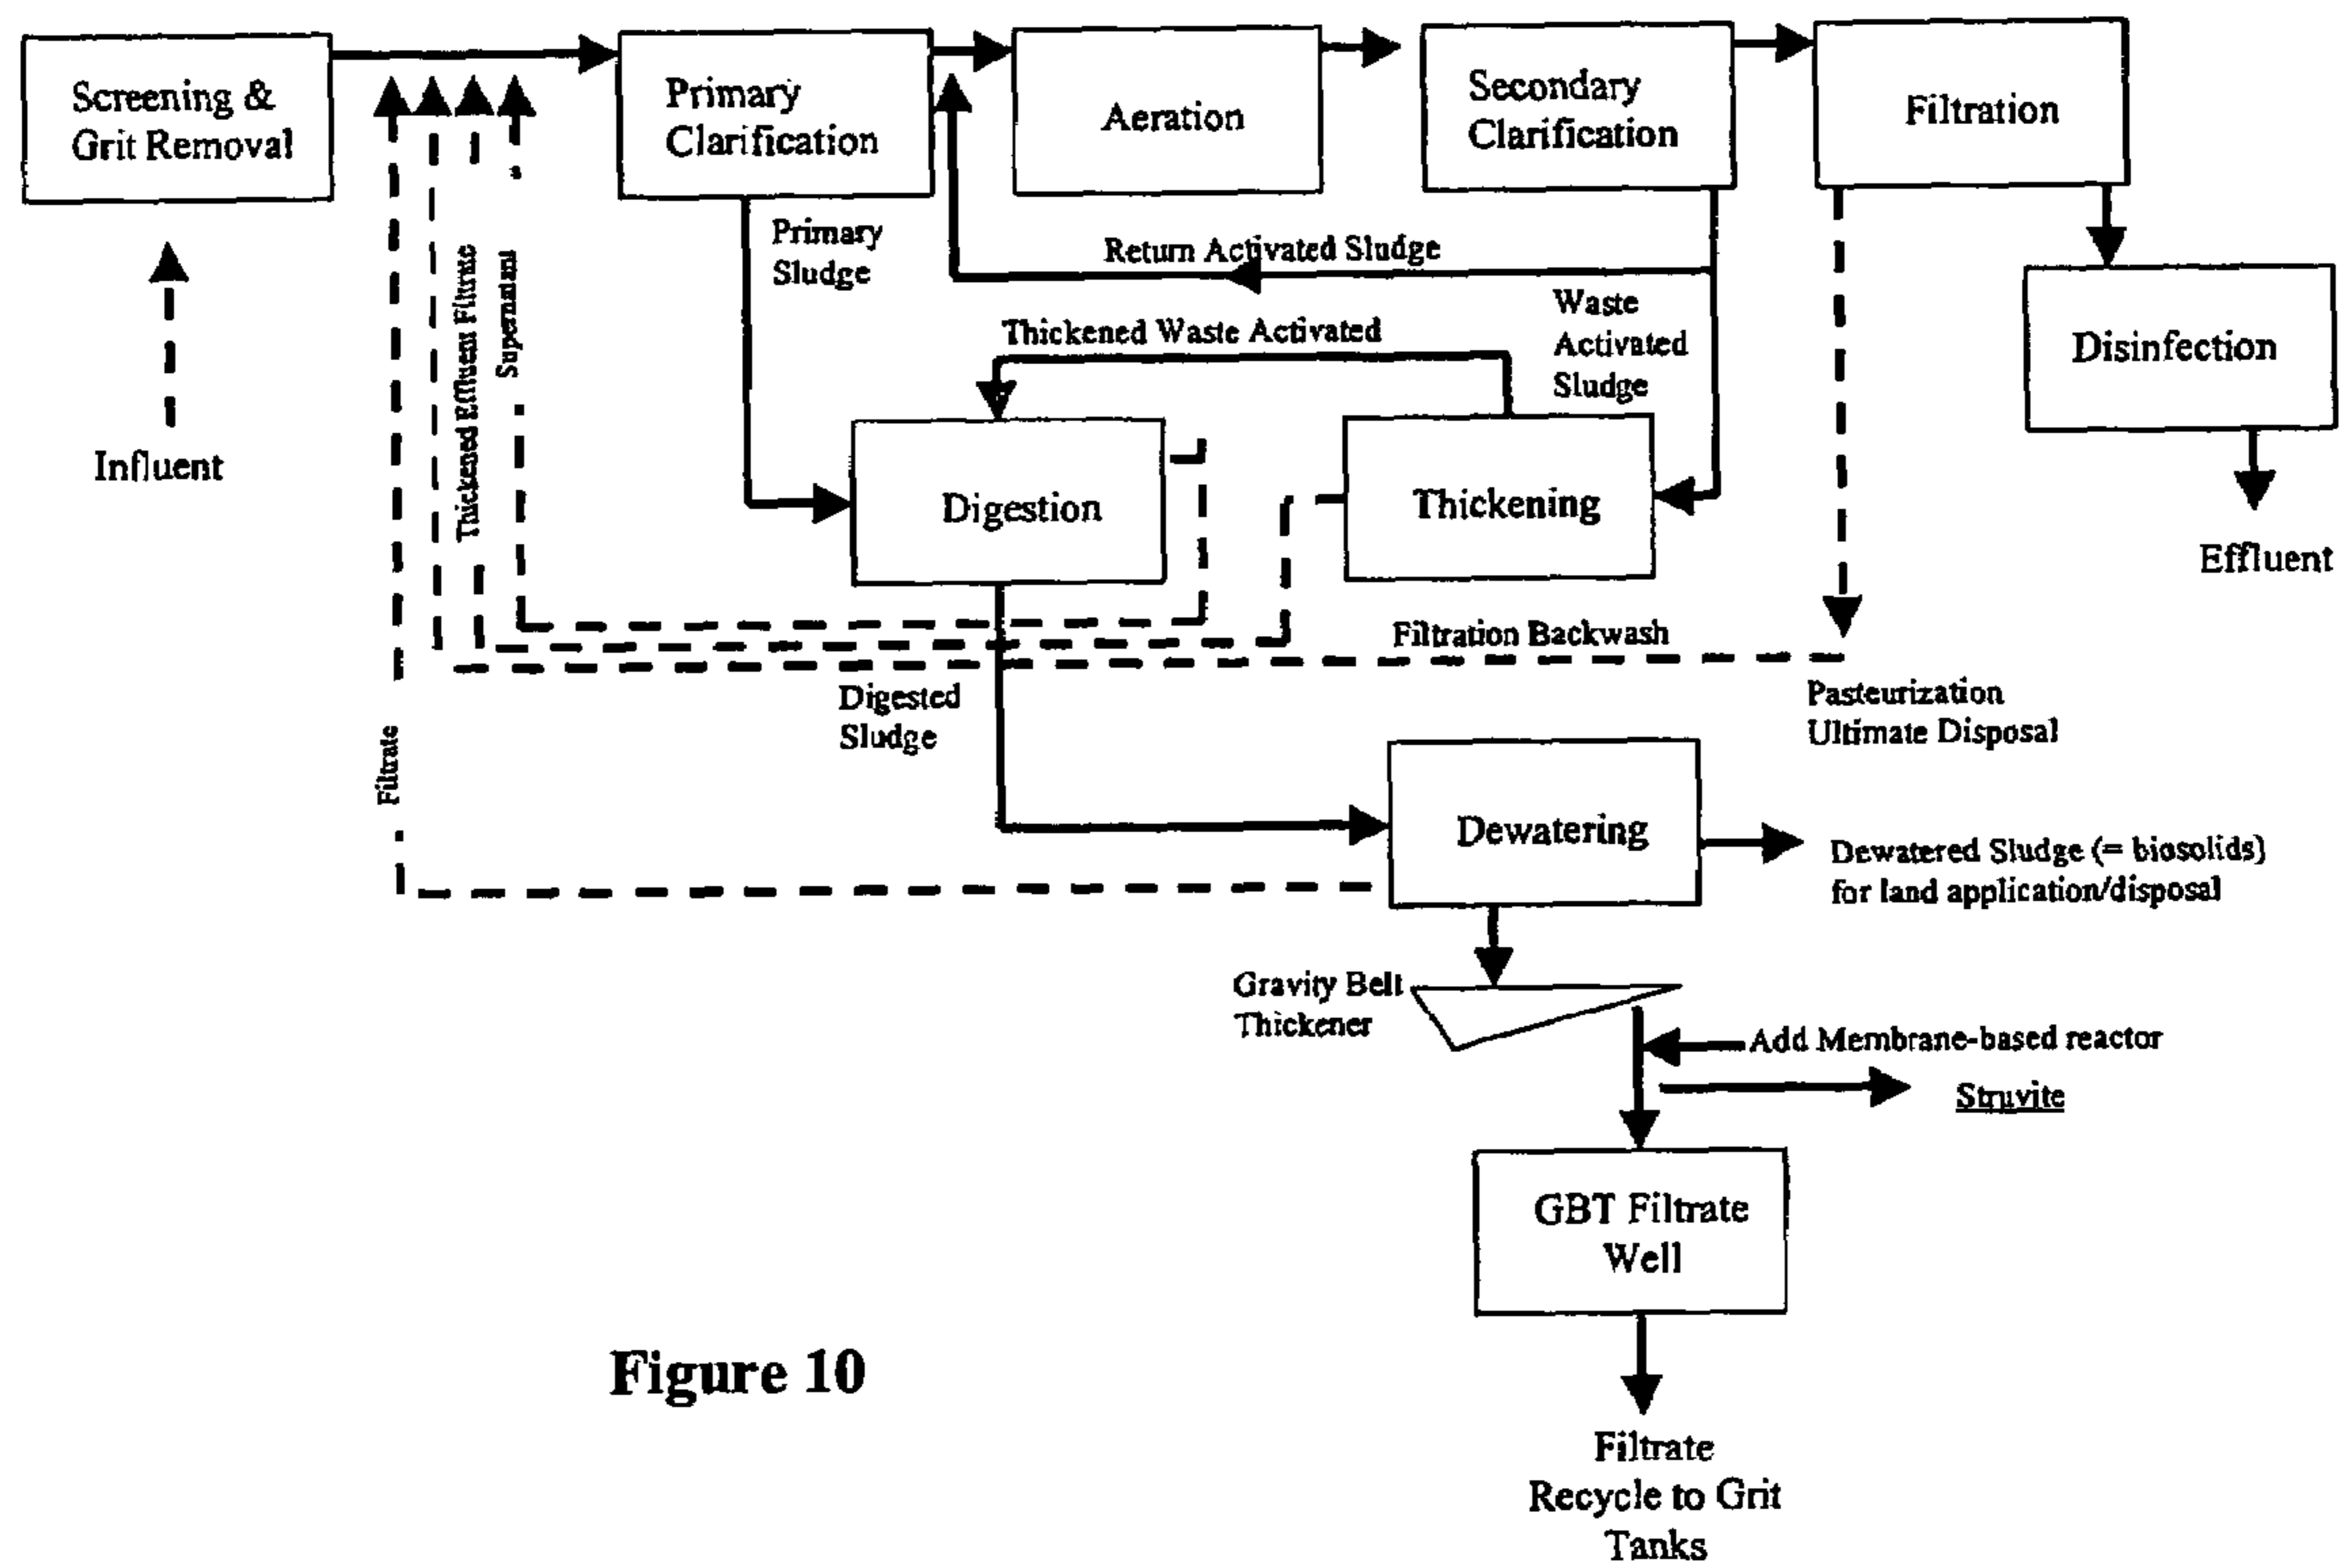 Screening &
Grit Removal
Primary
Clarification
Aeration
Secondary
Clarification
Filtration
Primary
Sludge
Return Activated Sludge
Waste
Activated
Sludge
Thickened Waste Activated
Disinfection
Influent
Thickened Effluent Filtrate
Supernatant
Digestion
Thickening
Effluent
Filtration Backwash
Digested
Sludge
Pasteurization
Ultimate Disposal
Filtrate
Dewatering
Dewatered Sludge (= biosolids)
for land application/disposal
Gravity Belt
Thickener
Add Membrane-based reactor
Struvite
GBT Filtrate
Well
Figure 10
Filtrate
Recycle to Grit
Tanks